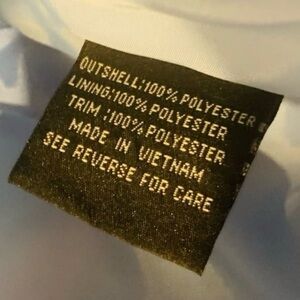 OUTSHELL:100% POLYESTER
LINING:100% POLYESTER
TRIM :100% POLYESTER
MADE IN VIETNAM
SEE REVERSE FOR CARE